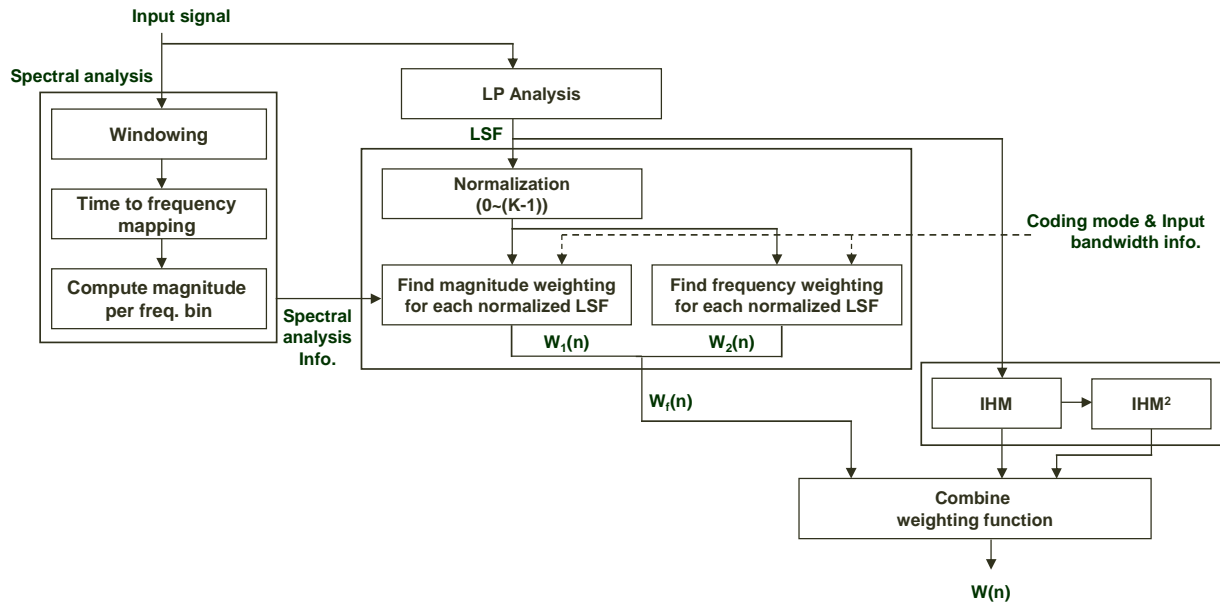 Input signal
Spectral analysis
LP Analysis
Windowing
LSF
Time to frequency
mapping
Normalization
(0~(K-1))
Coding mode & Input
bandwidth info.
Compute magnitude
per freq. bin
Find magnitude weighting
for each normalized LSF
Find frequency weighting
for each normalized LSF
Spectral
analysis
Info.
W₁(n)
W₂(n)
W_f(n)
IHM
IHM²
Combine
weighting function
W(n)